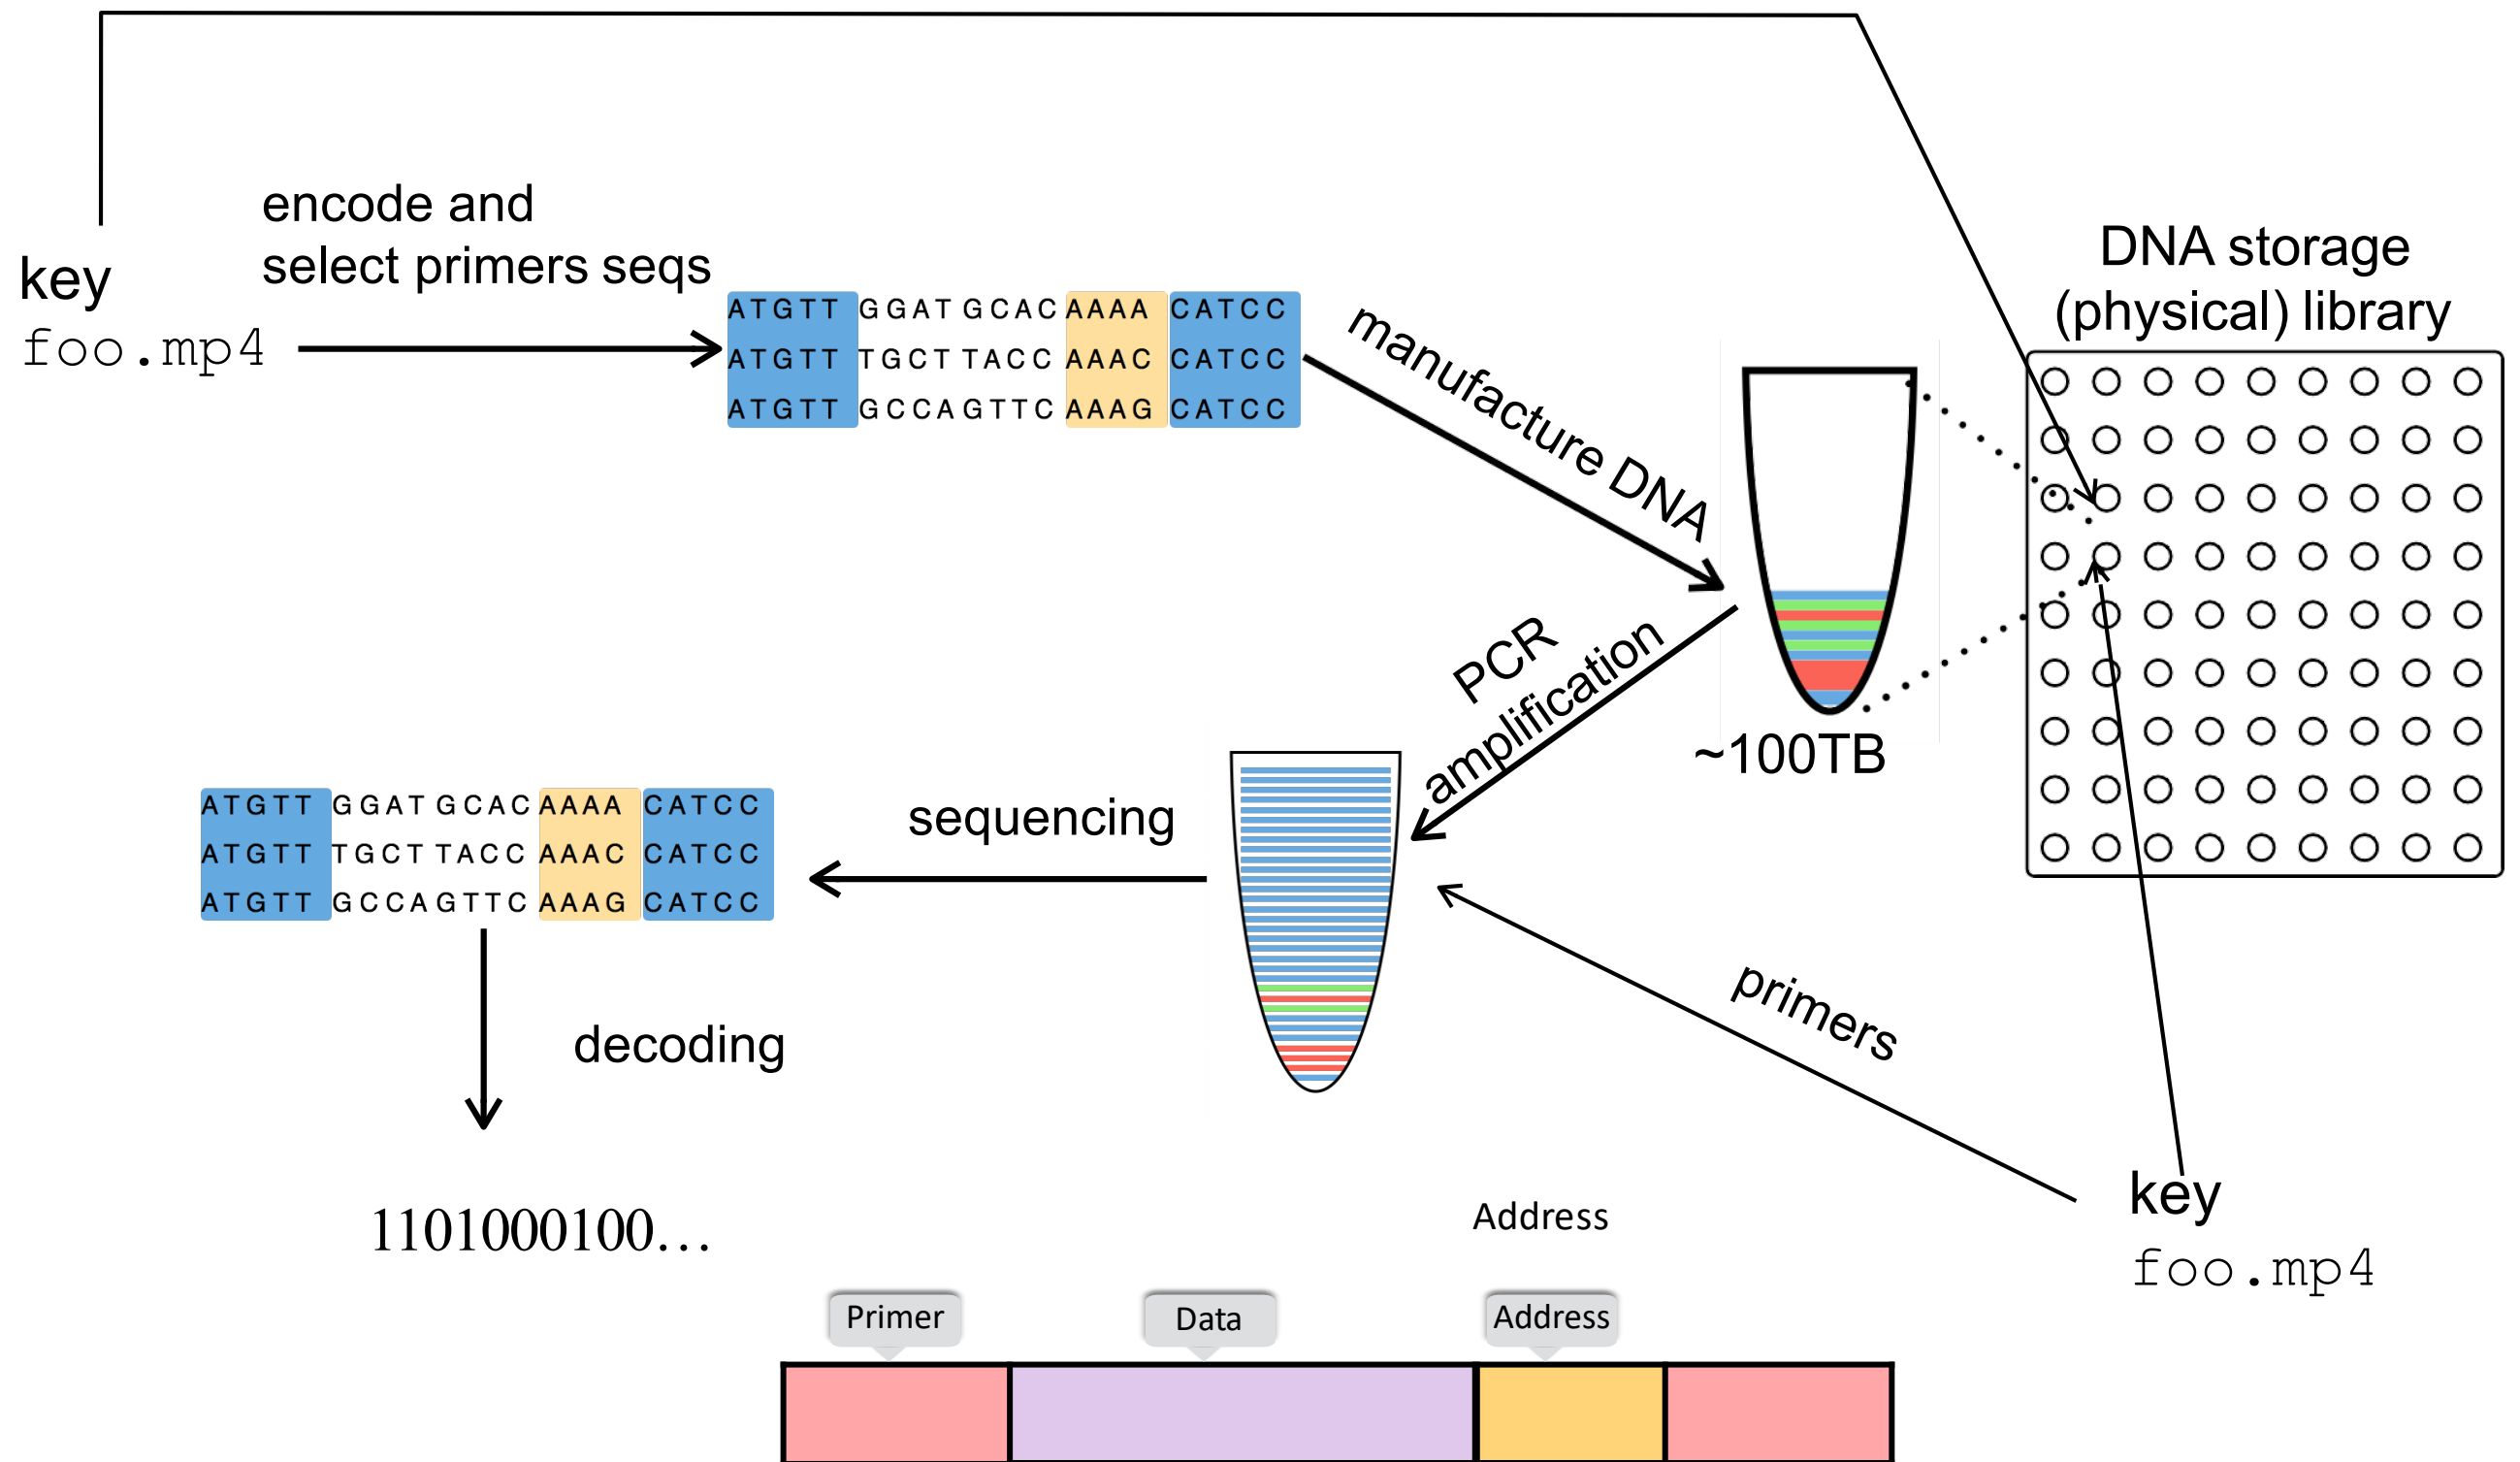 encode and
select primers seqs
key
foo.mp4
ATGTT GGATGCAC AAAA CATCC
ATGTT TGCTTACC AAAC CATCC
ATGTT GCCAGTTC AAAG CATCC
manufacture DNA
DNA storage
(physical) library
~100TB
PCR
amplification
sequencing
ATGTT GGATGCAC AAAA CATCC
ATGTT TGCTTACC AAAC CATCC
ATGTT GCCAGTTC AAAG CATCC
decoding
1101000100…
primers
key
foo.mp4
Address
Primer
Data
Address